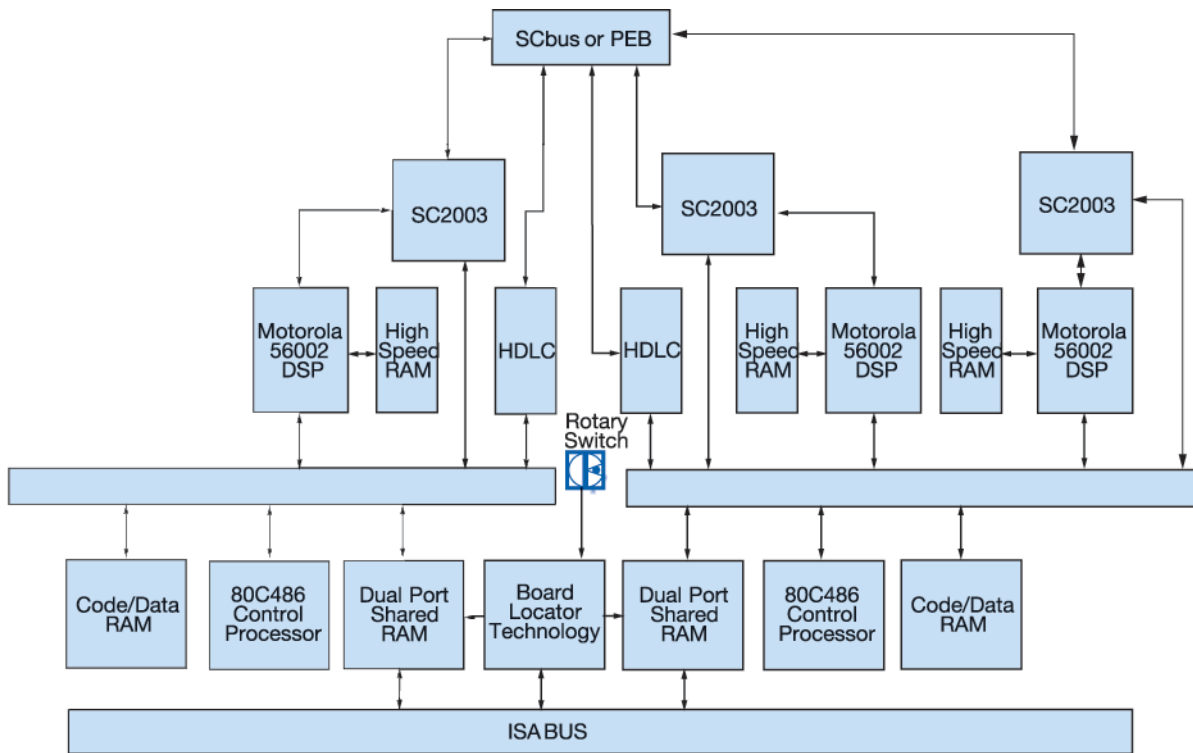 SCbus or PEB
SC2003
SC2003
SC2003
Motorola
56002
DSP
High
Speed
RAM
HDLC
HDLC
High
Speed
RAM
Motorola
56002
DSP
High
Speed
RAM
Motorola
56002
DSP
Rotary
Switch
Code/Data
RAM
80C486
Control
Processor
Dual Port
Shared
RAM
Board
Locator
Technology
Dual Port
Shared
RAM
80C486
Control
Processor
Code/Data
RAM
ISA BUS